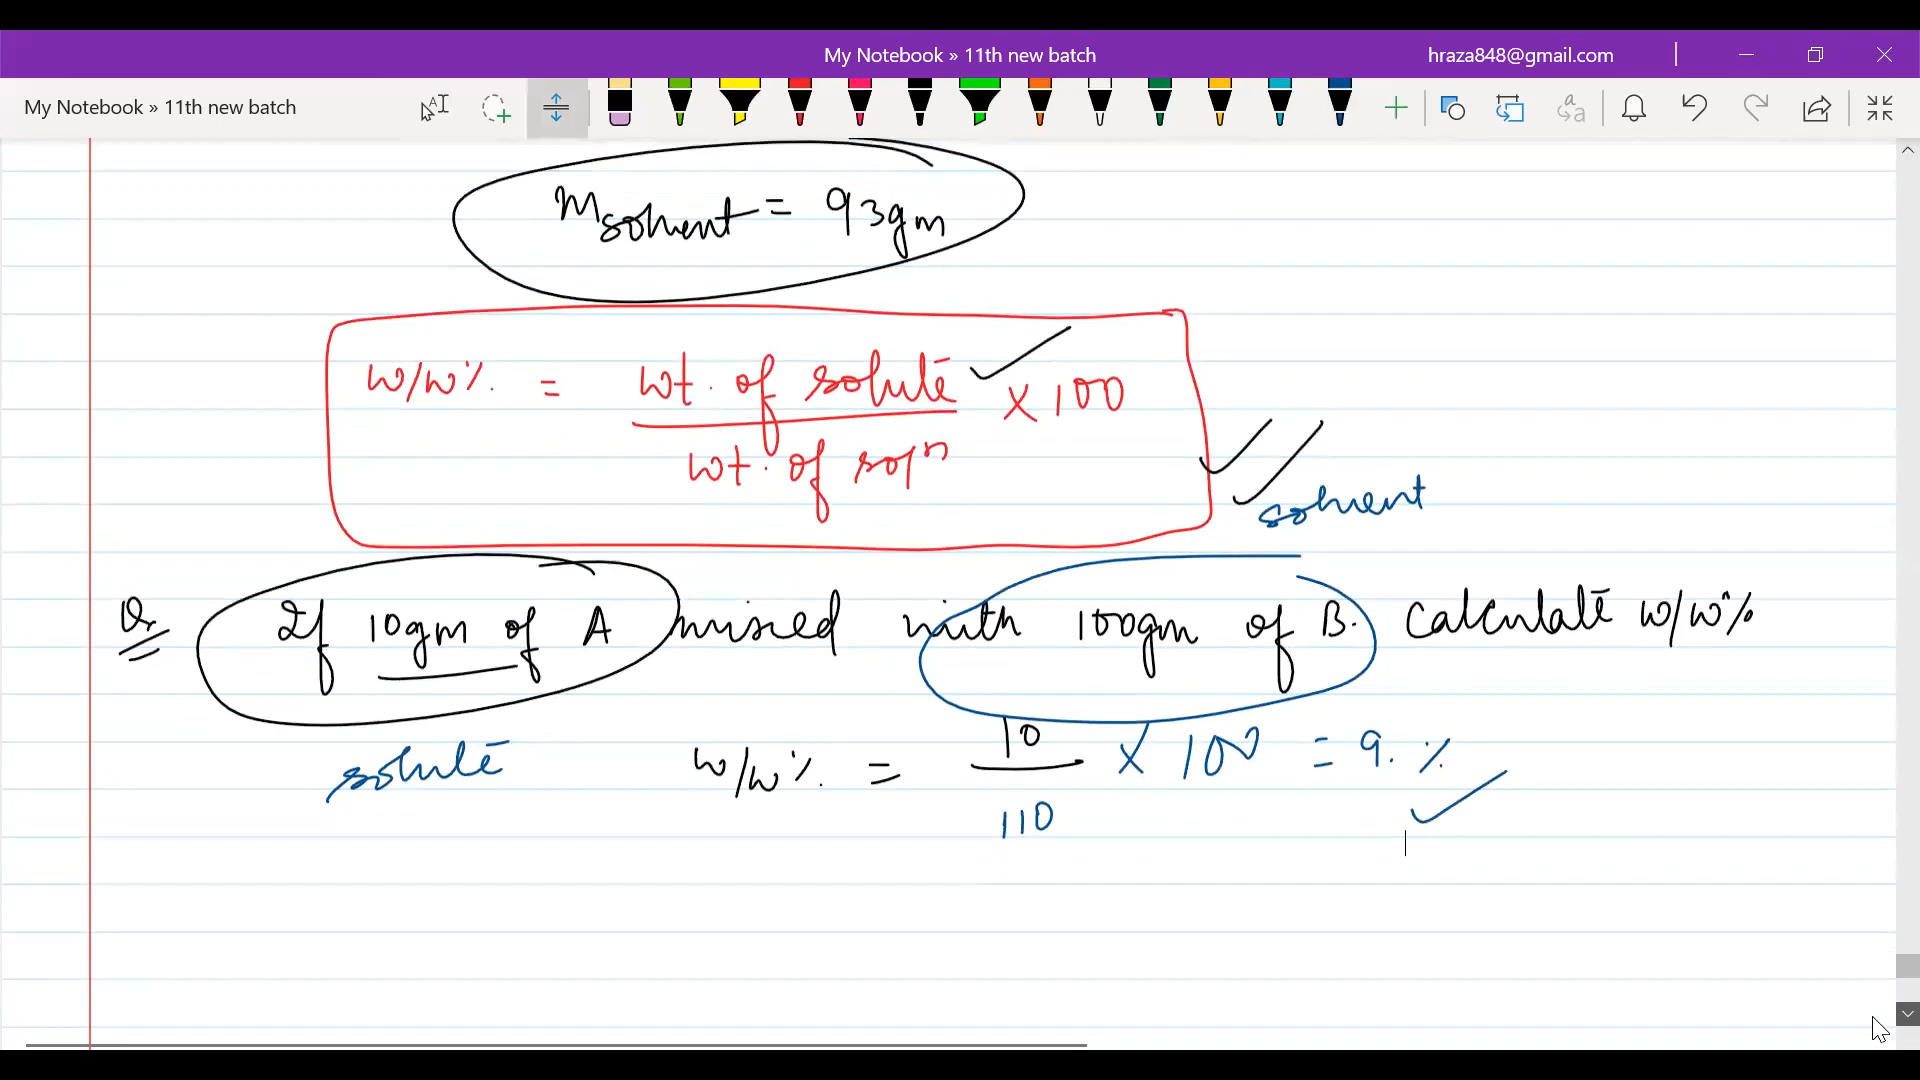 My Notebook » 11th new batch
hraza848@gmail.com
My Notebook » 11th new batch
Msolvent = 93gm
w/w% = wt. of solute × 100
wt. of solⁿ
solvent
Q If 10gm of A mixed with 100gm of B. Calculate w/w%
solute
w/w% = 10 × 100 = 9. %
110